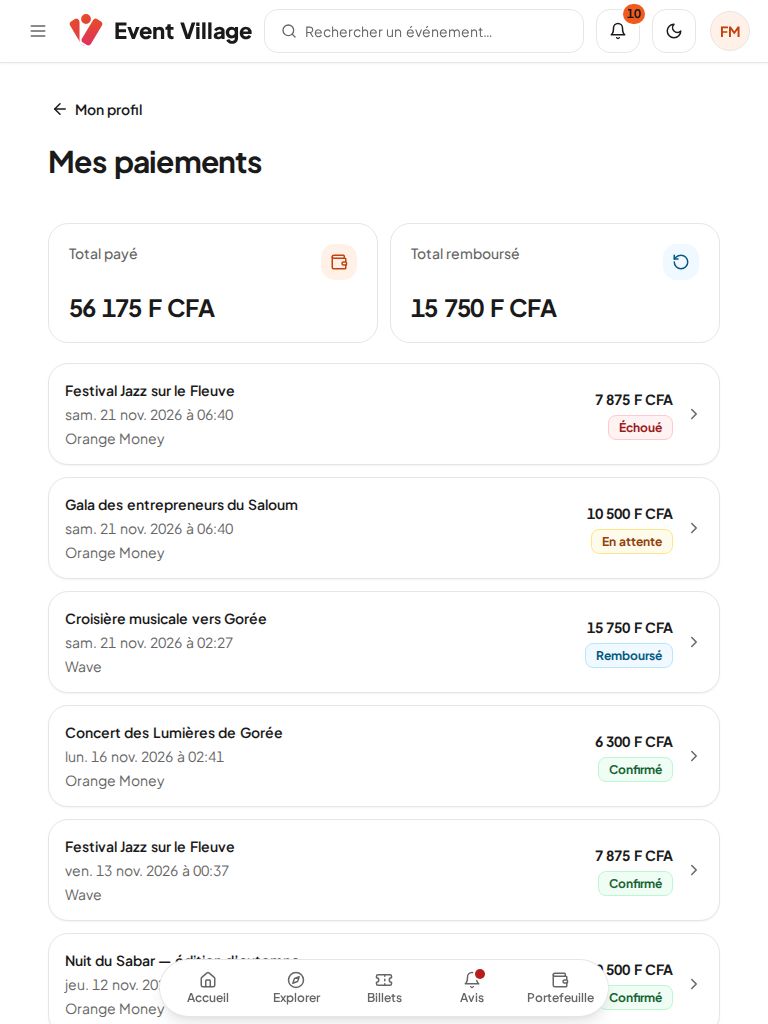 Event Village
Rechercher un événement…
10
FM
Mon profil
Mes paiements
Total payé
56 175 F CFA
Total remboursé
15 750 F CFA
Festival Jazz sur le Fleuve
sam. 21 nov. 2026 à 06:40
Orange Money
7 875 F CFA
Échoué
Gala des entrepreneurs du Saloum
sam. 21 nov. 2026 à 06:40
Orange Money
10 500 F CFA
En attente
Croisière musicale vers Gorée
sam. 21 nov. 2026 à 02:27
Wave
15 750 F CFA
Remboursé
Concert des Lumières de Gorée
lun. 16 nov. 2026 à 02:41
Orange Money
6 300 F CFA
Confirmé
Festival Jazz sur le Fleuve
ven. 13 nov. 2026 à 00:37
Wave
7 875 F CFA
Confirmé
Nuit du Sabar — édition d'automne
jeu. 12 nov.
Orange Money
500 F CFA
Confirmé
Accueil
Explorer
Billets
Avis
Portefeuille